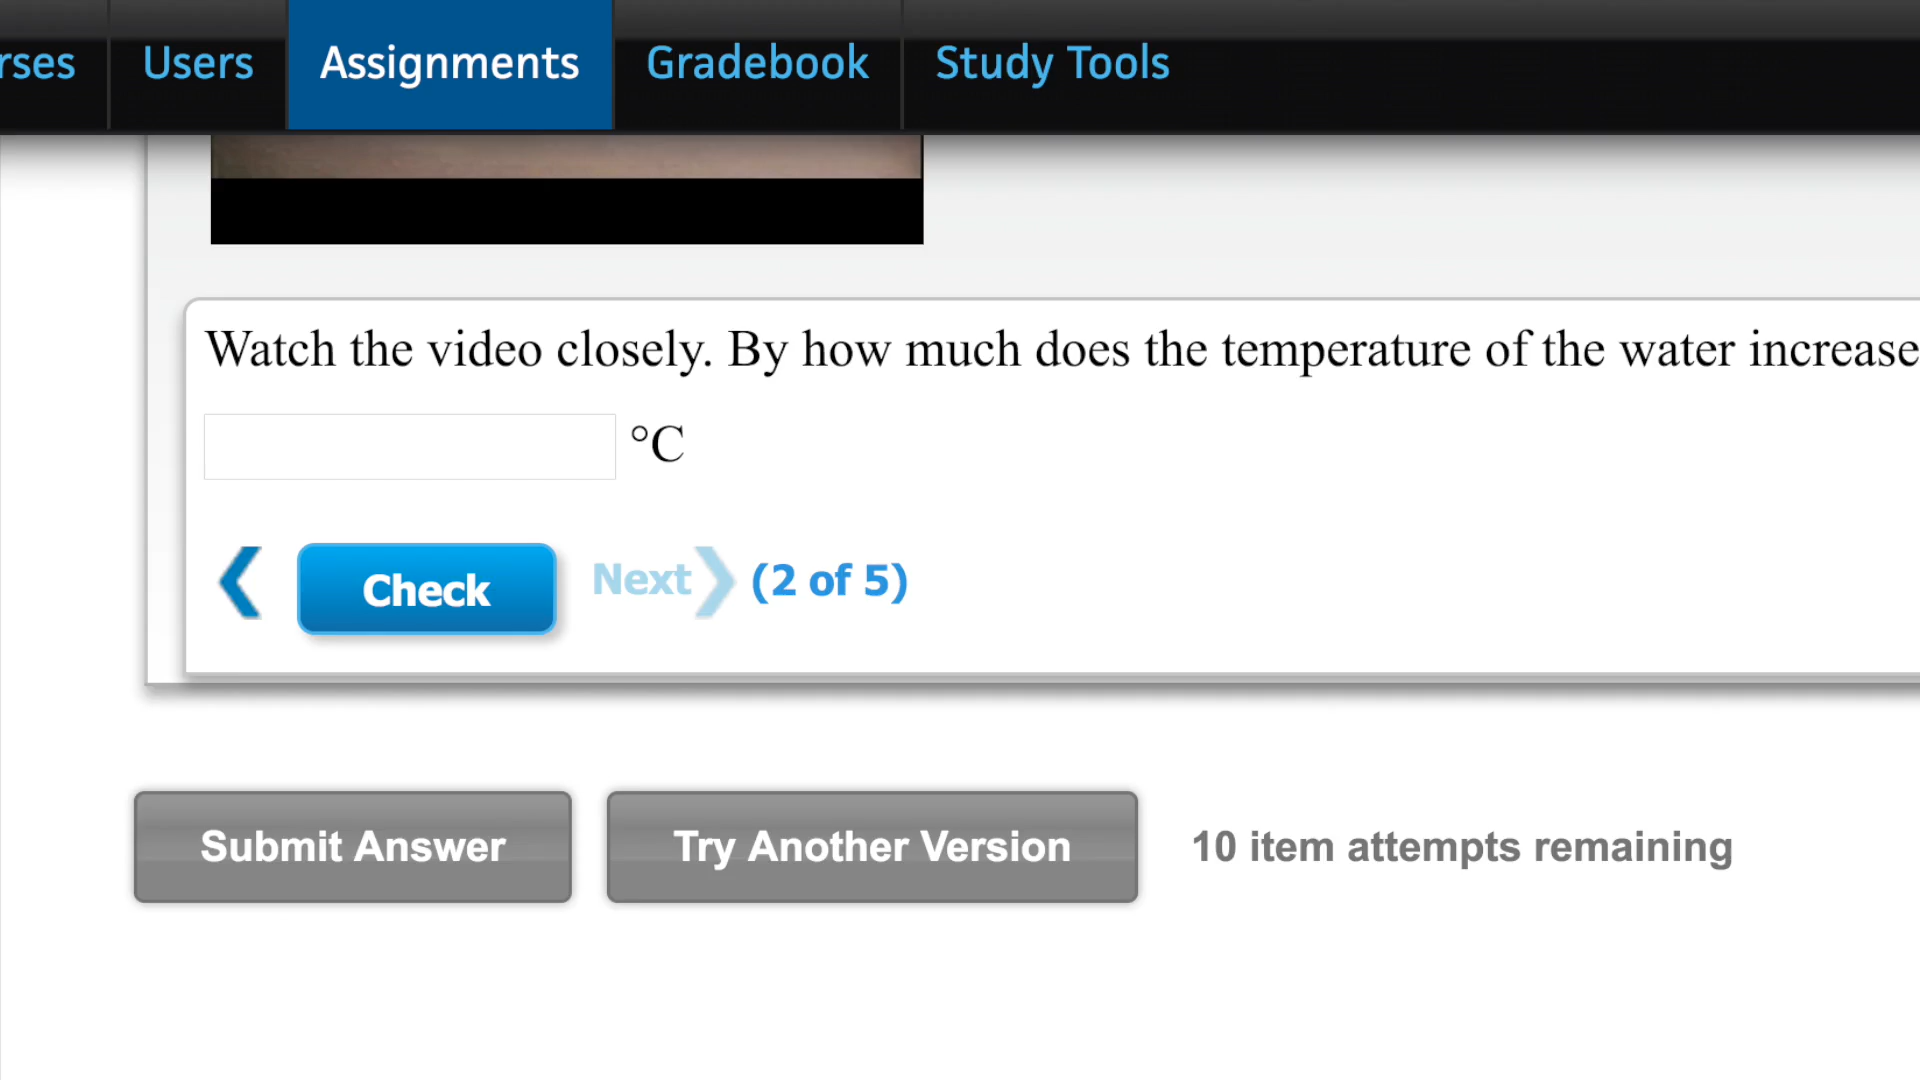 rses Users Assignments Gradebook Study Tools
Watch the video closely. By how much does the temperature of the water increase
°C
Check Next (2 of 5)
Submit Answer Try Another Version 10 item attempts remaining